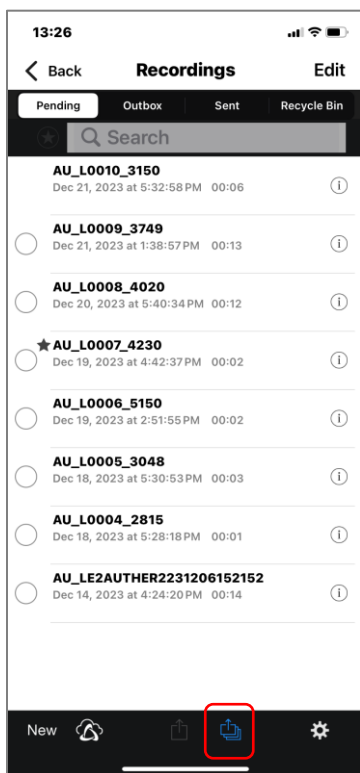 13:26
Back Recordings Edit
Pending Outbox Sent Recycle Bin
Search
AU_L0010_3150
Dec 21, 2023 at 5:32:58 PM 00:06
AU_L0009_3749
Dec 21, 2023 at 1:38:57 PM 00:13
AU_L0008_4020
Dec 20, 2023 at 5:40:34 PM 00:12
AU_L0007_4230
Dec 19, 2023 at 4:42:37 PM 00:02
AU_L0006_5150
Dec 19, 2023 at 2:51:55 PM 00:02
AU_L0005_3048
Dec 18, 2023 at 5:30:53 PM 00:03
AU_L0004_2815
Dec 18, 2023 at 5:28:18 PM 00:01
AU_LE2AUTHER2231206152152
Dec 14, 2023 at 4:24:20 PM 00:14
New